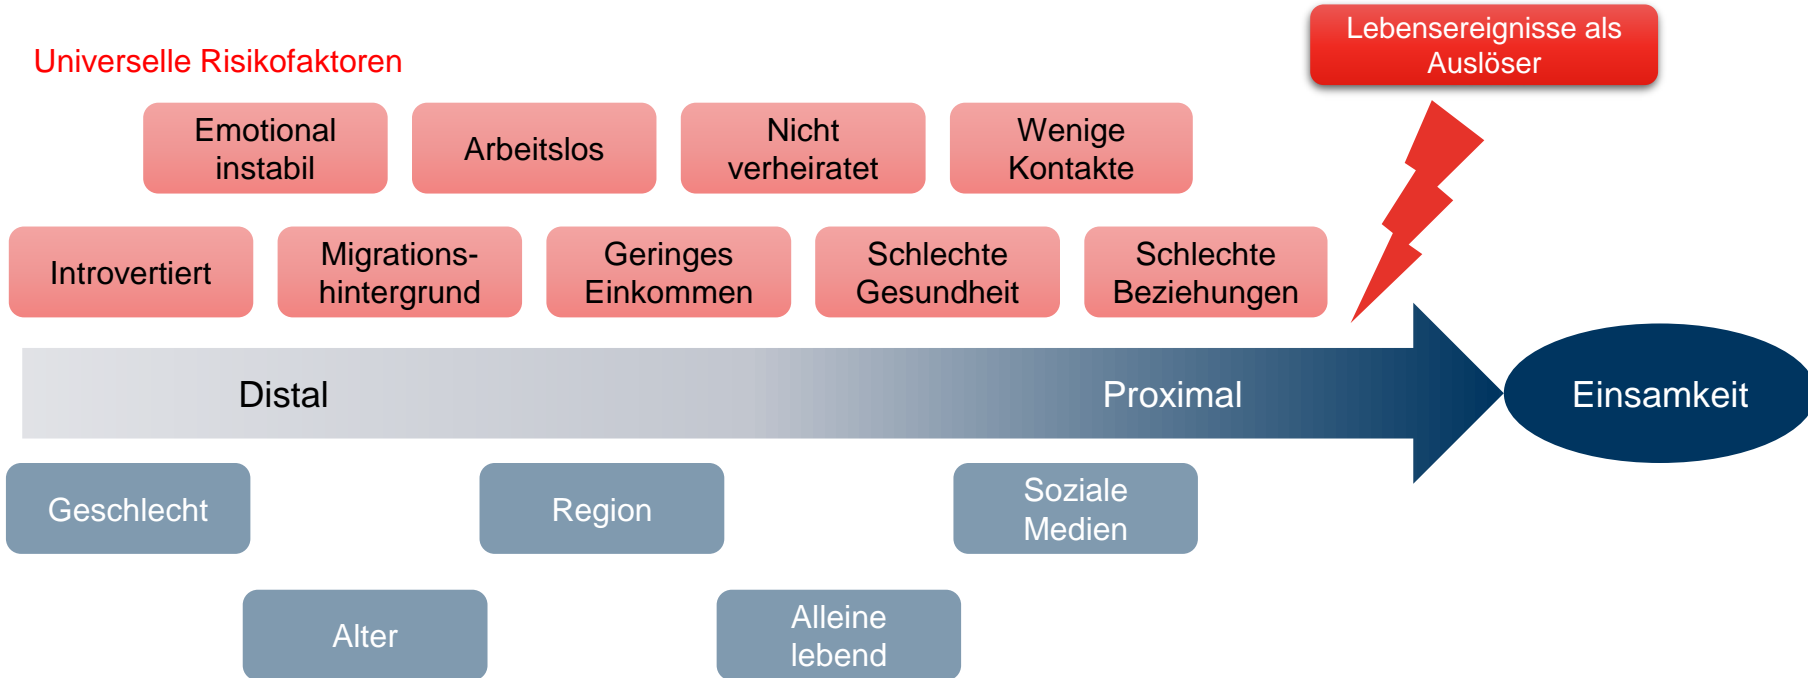 Lebensereignisse als
Auslöser
Universelle Risikofaktoren
Emotional
instabil
Arbeitslos
Nicht
verheiratet
Wenige
Kontakte
Introvertiert
Migrations-
hintergrund
Geringes
Einkommen
Schlechte
Gesundheit
Schlechte
Beziehungen
Distal
Proximal
Einsamkeit
Geschlecht
Region
Soziale
Medien
Alter
Alleine
lebend